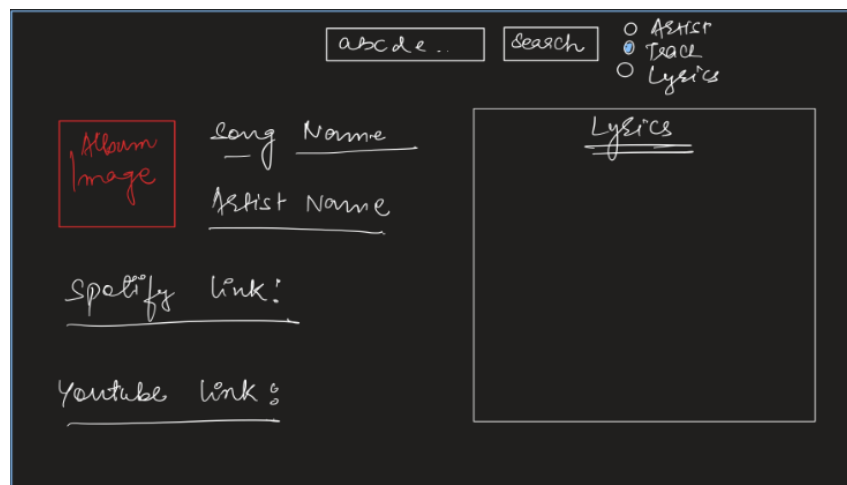 abcde..
Search
Artist
Track
Lyrics
Album
Image
Song Name
Artist Name
Spotify link:
Youtube link:
Lyrics